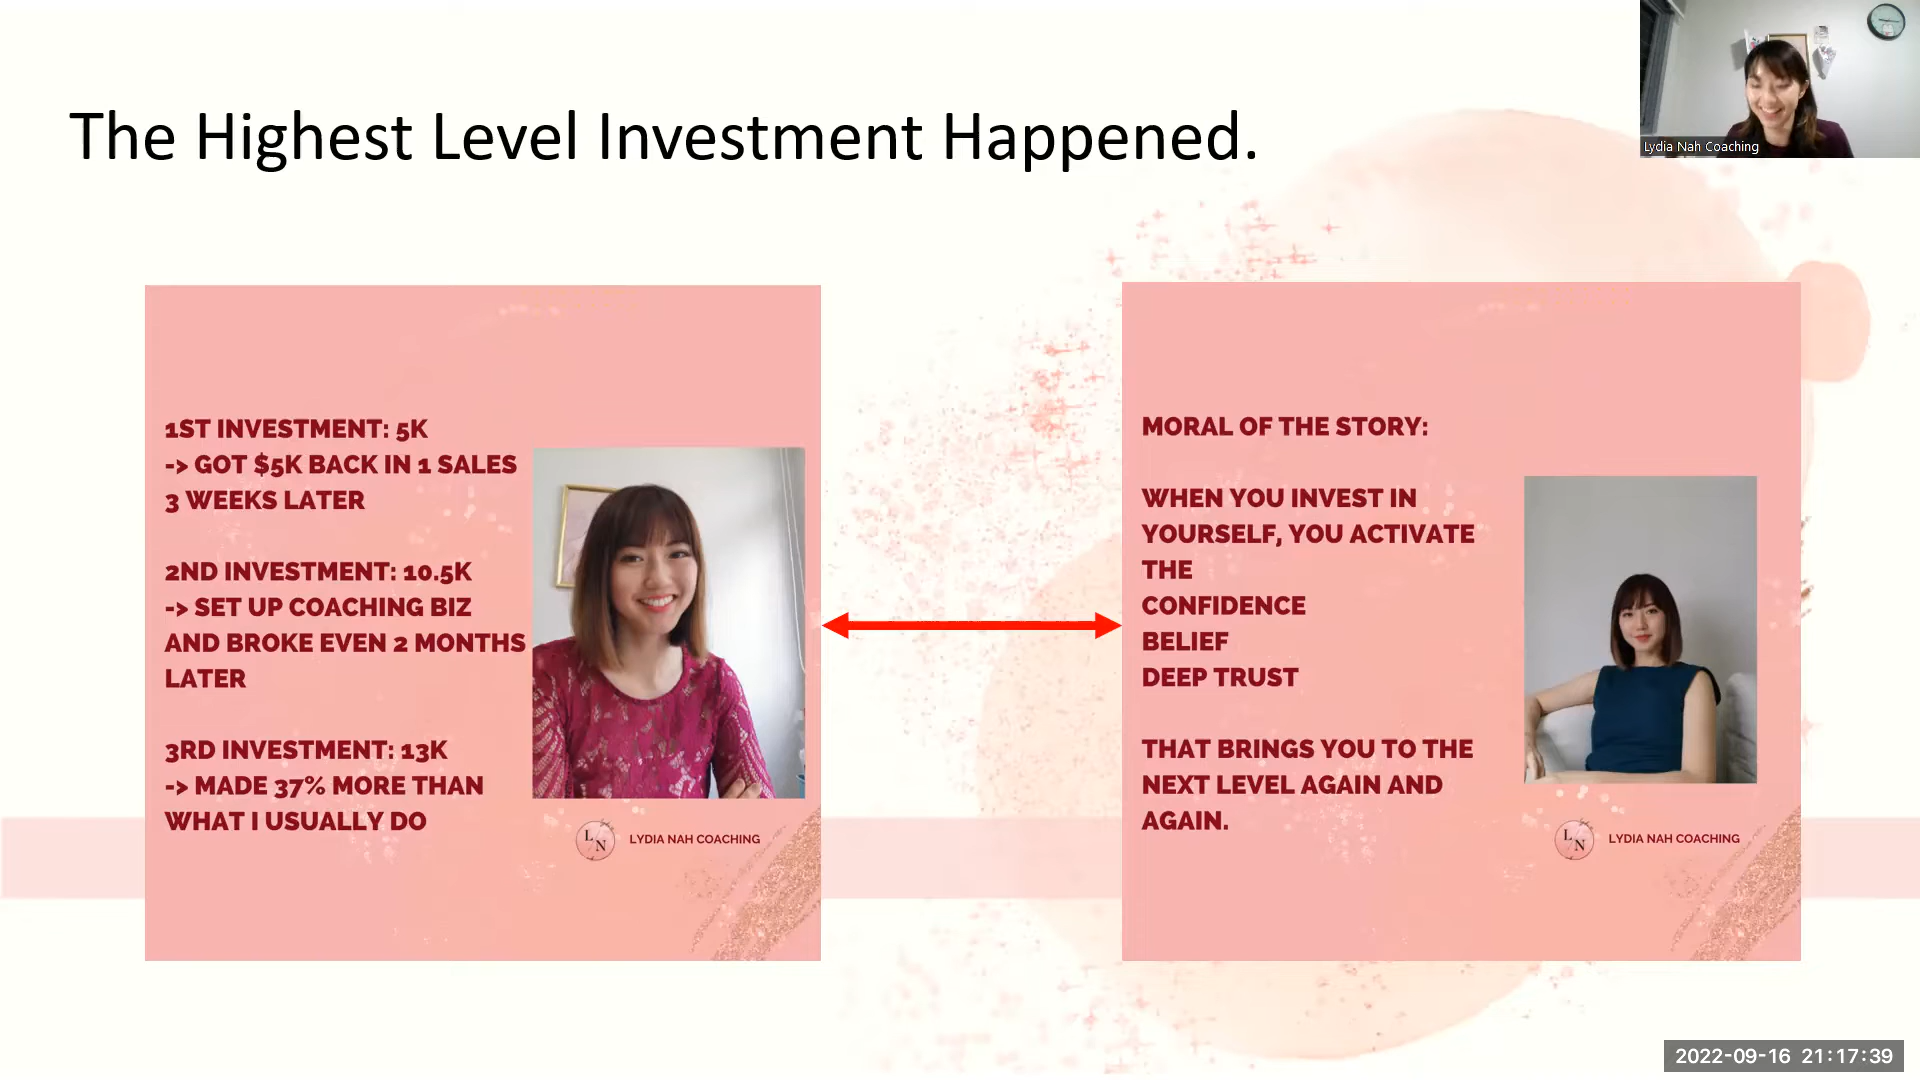 Lydia Nah Coaching
The Highest Level Investment Happened.
1ST INVESTMENT: 5K
-> GOT $5K BACK IN 1 SALES
3 WEEKS LATER
2ND INVESTMENT: 10.5K
-> SET UP COACHING BIZ
AND BROKE EVEN 2 MONTHS
LATER
3RD INVESTMENT: 13K
-> MADE 37% MORE THAN
WHAT I USUALLY DO
L N
LYDIA NAH COACHING
MORAL OF THE STORY:
WHEN YOU INVEST IN
YOURSELF, YOU ACTIVATE
THE
CONFIDENCE
BELIEF
DEEP TRUST
THAT BRINGS YOU TO THE
NEXT LEVEL AGAIN AND
AGAIN.
L N
LYDIA NAH COACHING
2022-09-16 21:17:39